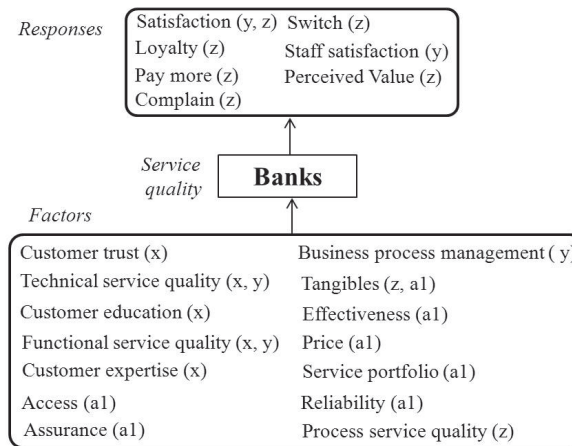 Responses
Satisfaction (y, z)
Loyalty (z)
Pay more (z)
Complain (z)
Switch (z)
Staff satisfaction (y)
Perceived Value (z)
Service
quality
Banks
Factors
Customer trust (x)
Technical service quality (x, y)
Customer education (x)
Functional service quality (x, y)
Customer expertise (x)
Access (a1)
Assurance (a1)
Business process management ( y)
Tangibles (z, a1)
Effectiveness (a1)
Price (a1)
Service portfolio (a1)
Reliability (a1)
Process service quality (z)